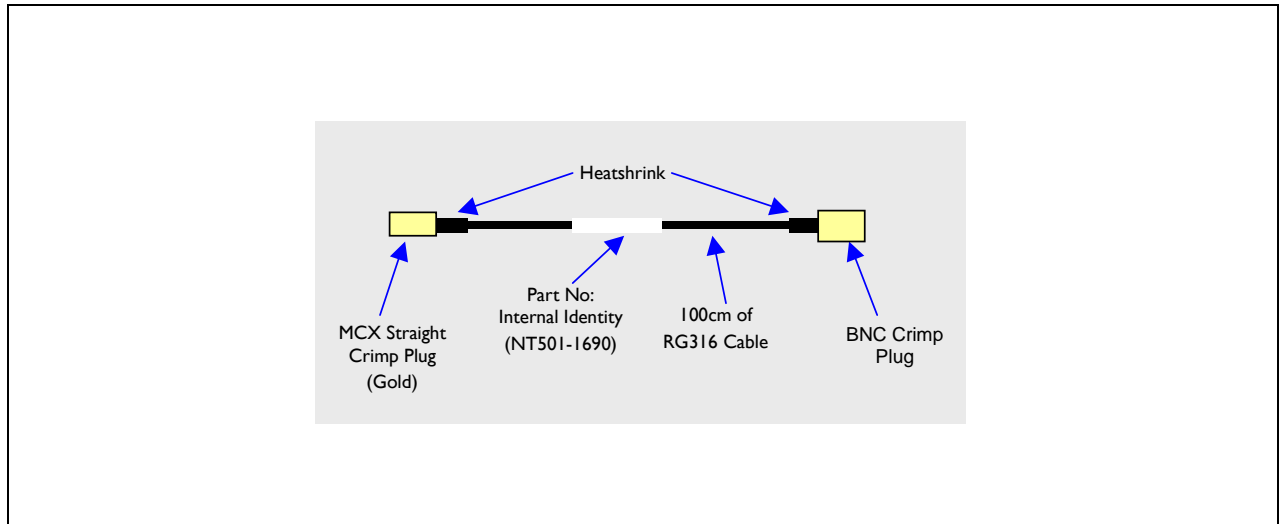 Heatshrink
MCX Straight
Crimp Plug
(Gold)
Part No:
Internal Identity
(NT501-1690)
100cm of
RG316 Cable
BNC Crimp
Plug